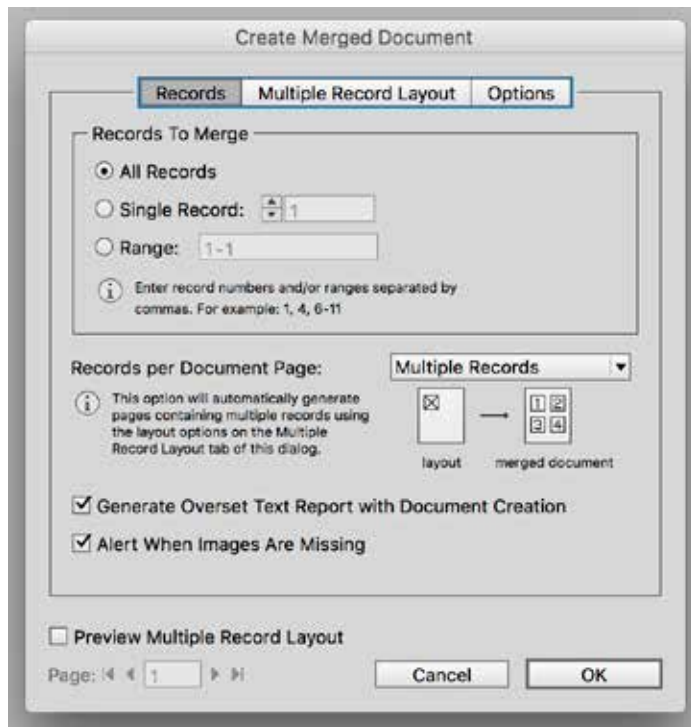 Create Merged Document
Records Multiple Record Layout Options
Records To Merge
All Records
Single Record: 1
Range: 1-1
i Enter record numbers and/or ranges separated by
commas. For example: 1, 4, 6-11
Records per Document Page: Multiple Records
i This option will automatically generate
pages containing multiple records using
the layout options on the Multiple
Record Layout tab of this dialog.
1 2
3 4
layout merged document
Generate Overset Text Report with Document Creation
Alert When Images Are Missing
Preview Multiple Record Layout
Page: 1 Cancel OK